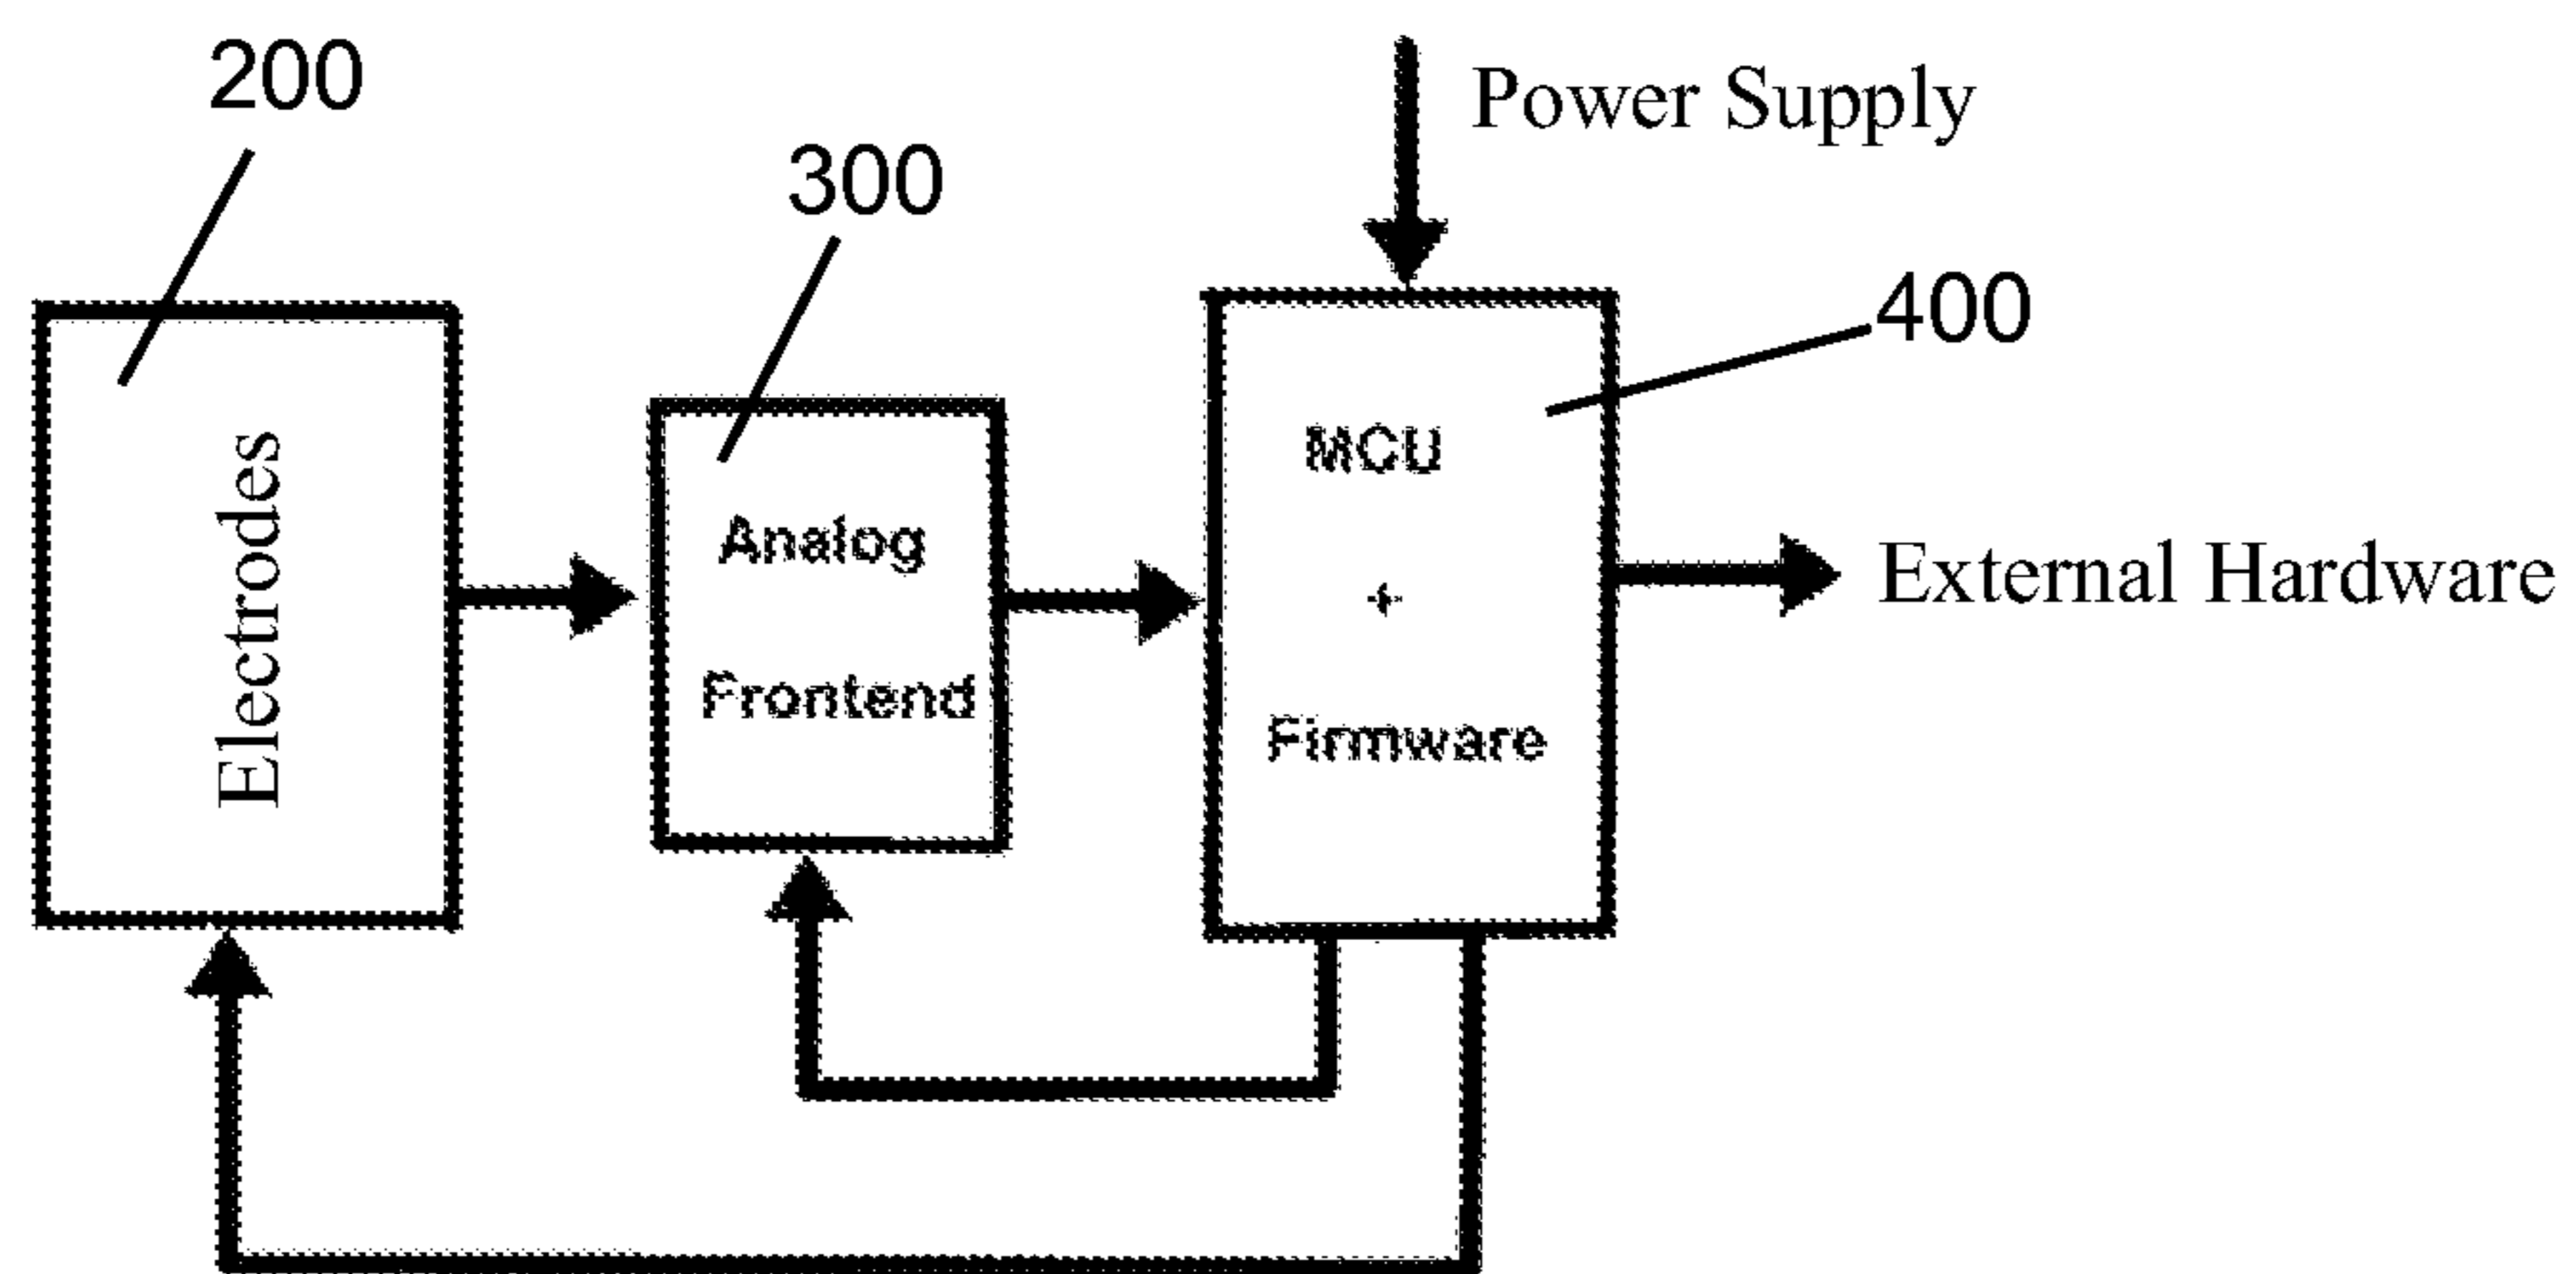 200
300
Power Supply
400
Electrodes
Analog
Frontend
MCU
+
Firmware
External Hardware